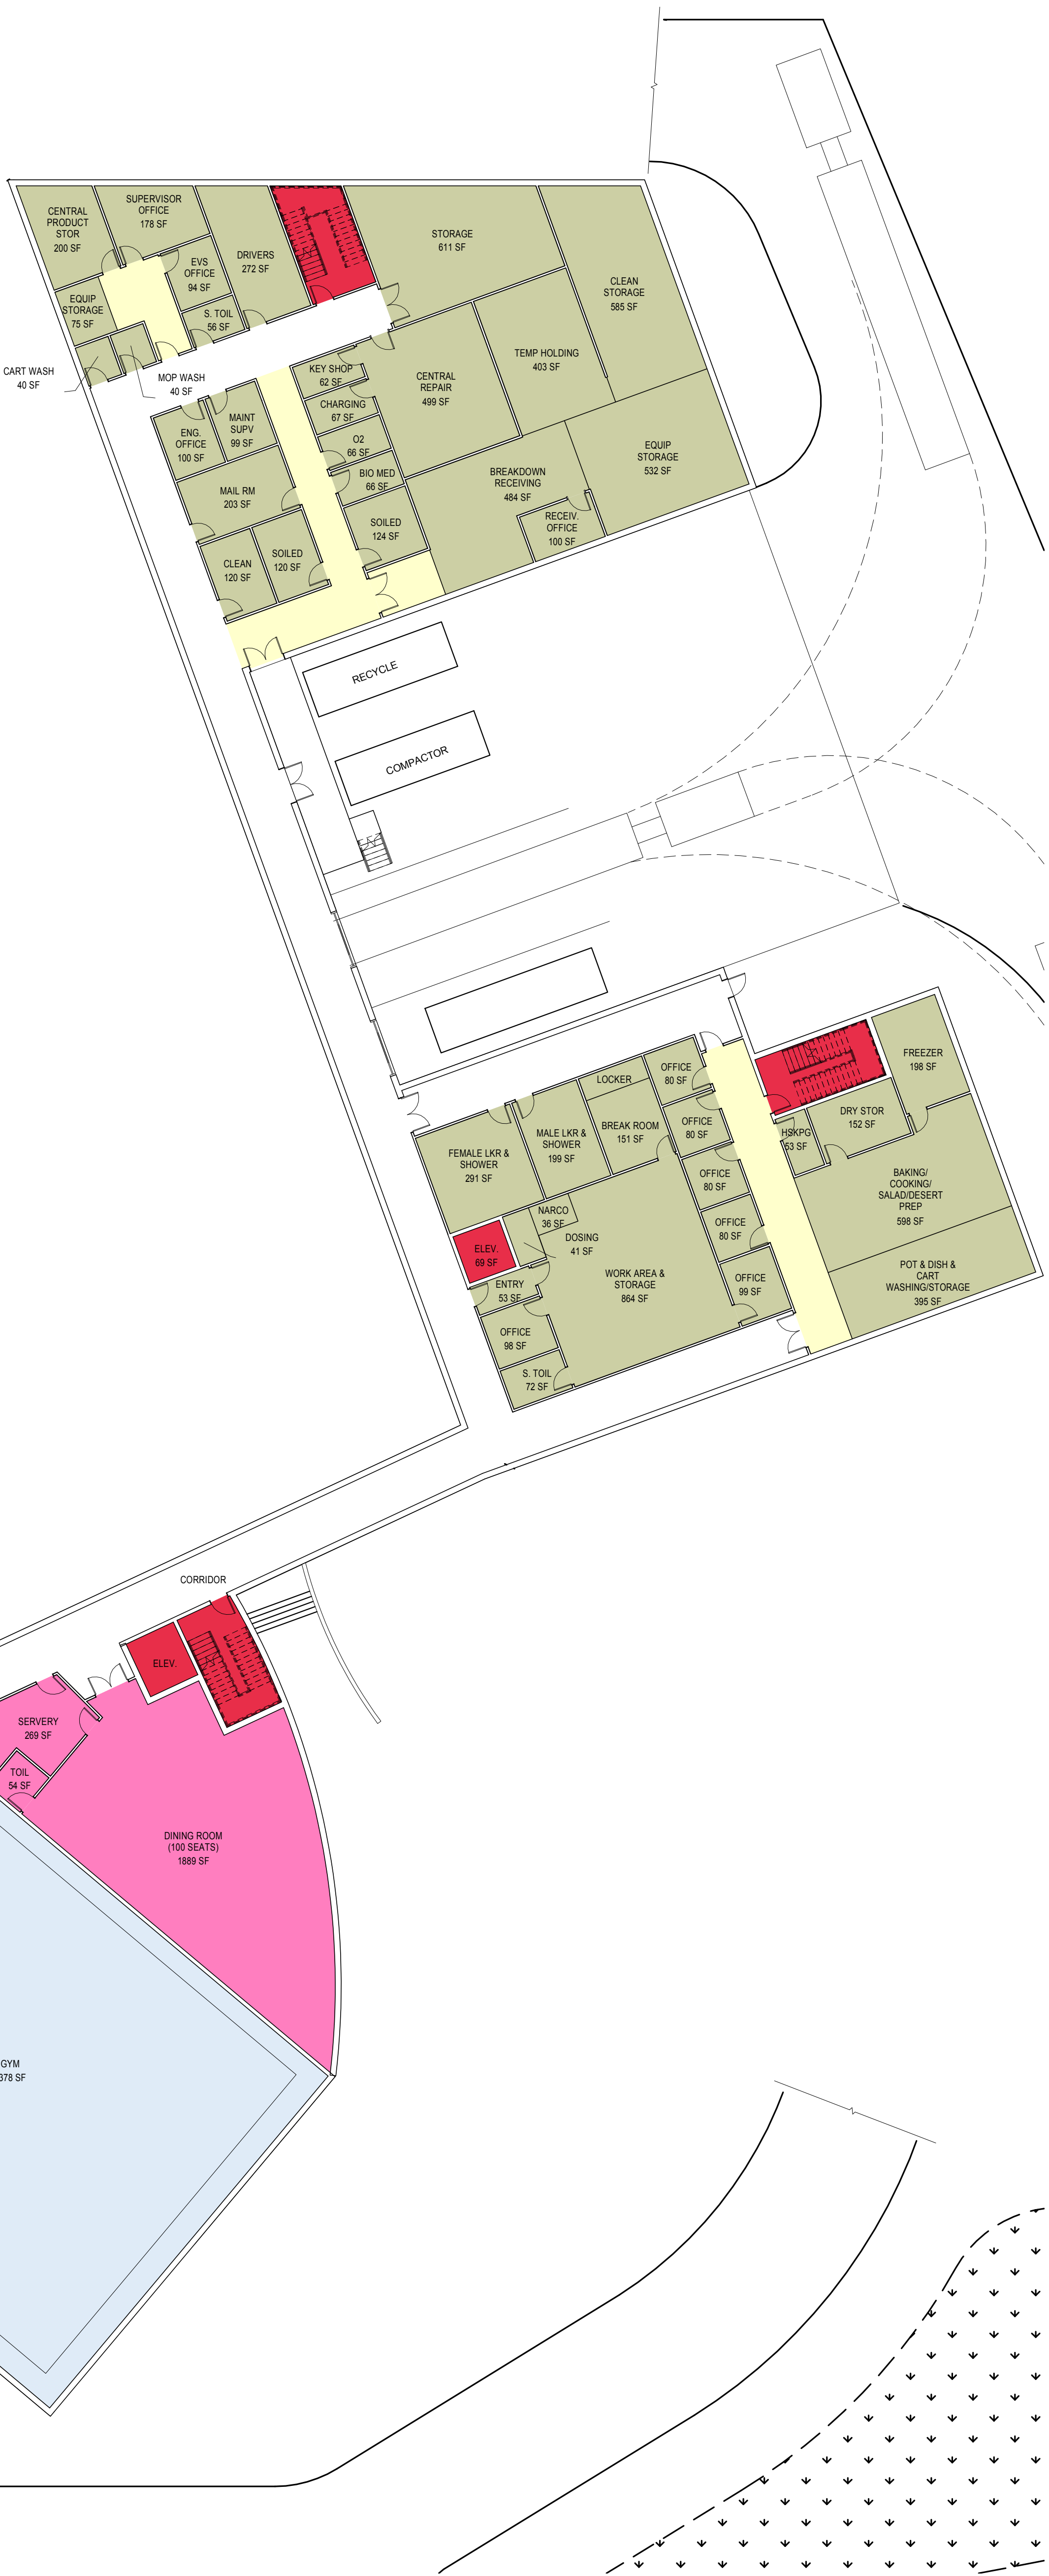 CENTRAL
PRODUCT
STOR
200 SF
SUPERVISOR
OFFICE
178 SF
EVS
OFFICE
94 SF
DRIVERS
272 SF
STORAGE
611 SF
CLEAN
STORAGE
585 SF
EQUIP
STORAGE
75 SF
S. TOIL
56 SF
CART WASH
40 SF
MOP WASH
40 SF
KEY SHOP
62 SF
CHARGING
67 SF
O2
66 SF
BIO MED
66 SF
SOILED
124 SF
CENTRAL
REPAIR
499 SF
TEMP HOLDING
403 SF
ENG.
OFFICE
100 SF
MAINT
SUPV
99 SF
MAIL RM
203 SF
CLEAN
120 SF
SOILED
120 SF
BREAKDOWN
RECEIVING
484 SF
RECEIV.
OFFICE
100 SF
EQUIP
STORAGE
532 SF
RECYCLE
COMPACTOR
FREEZER
198 SF
LOCKER
OFFICE
80 SF
DRY STOR
152 SF
HSKPG
53 SF
FEMALE LKR &
SHOWER
291 SF
MALE LKR &
SHOWER
199 SF
BREAK ROOM
151 SF
OFFICE
80 SF
OFFICE
80 SF
OFFICE
80 SF
BAKING/
COOKING/
SALAD/DESERT
PREP
598 SF
NARCO
36 SF
DOSING
41 SF
ELEV.
69 SF
ENTRY
53 SF
WORK AREA &
STORAGE
864 SF
OFFICE
99 SF
POT & DISH &
CART
WASHING/STORAGE
395 SF
OFFICE
98 SF
S. TOIL
72 SF
CORRIDOR
ELEV.
SERVERY
269 SF
TOIL
54 SF
DINING ROOM
(100 SEATS)
1889 SF
GYM
378 SF